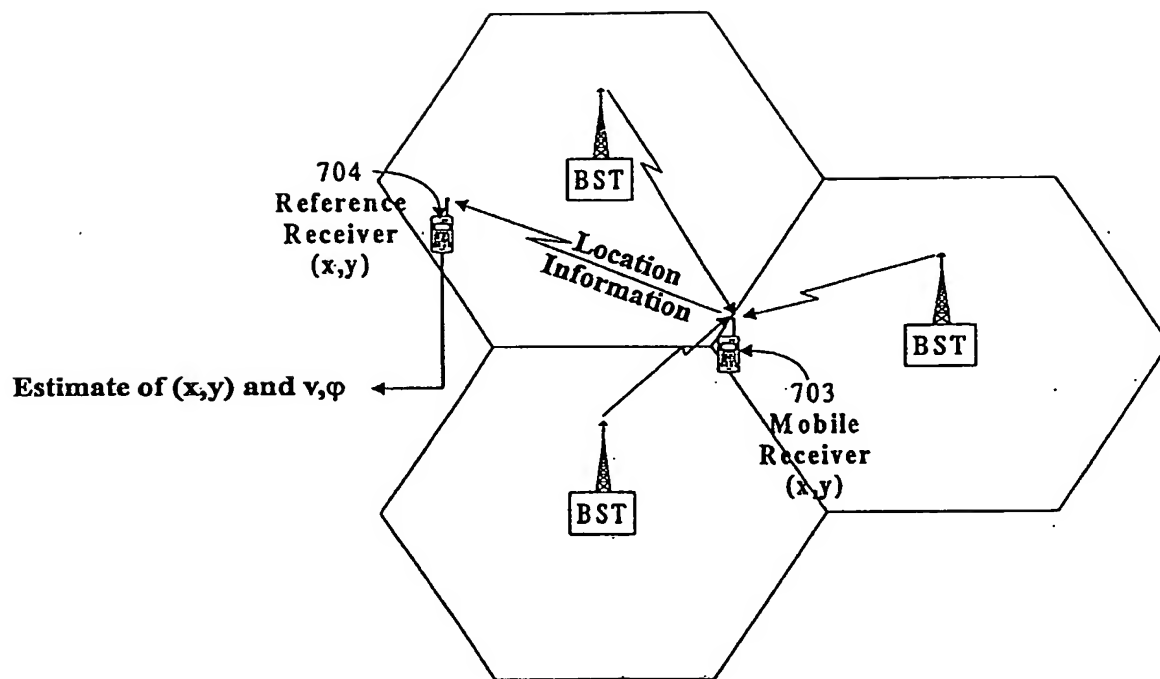 BST
704
Reference
Receiver
(x,y)
Location
Information
BST
Estimate of (x,y) and v,φ
703
Mobile
Receiver
(x,y)
BST